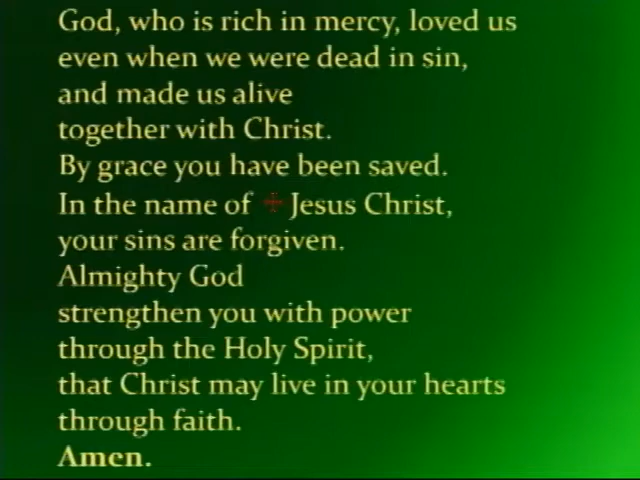 God, who is rich in mercy, loved us
even when we were dead in sin,
and made us alive
together with Christ.
By grace you have been saved.
In the name of ☩ Jesus Christ,
your sins are forgiven.
Almighty God
strengthen you with power
through the Holy Spirit,
that Christ may live in your hearts
through faith.
Amen.